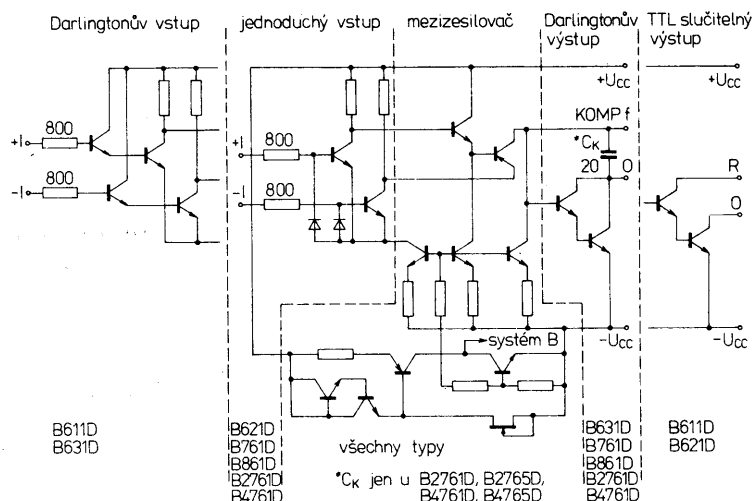 Darlingtonův vstup
jednoduchý vstup
mezizesilovač
Darlingtonův
výstup
TTL slučitelný
výstup
+UCC
+UCC
KOMP f
*CK
800
+I
800
-I
+I
800
-I
800
20
O
R
O
systém B
-UCC
-UCC
B611D
B631D
B621D
B761D
B861D
B2761D
B4761D
všechny typy
*CK jen u B2761D, B2765D,
B4761D, B4765D
B631D
B761D
B861D
B2761D
B4761D
B611D
B621D